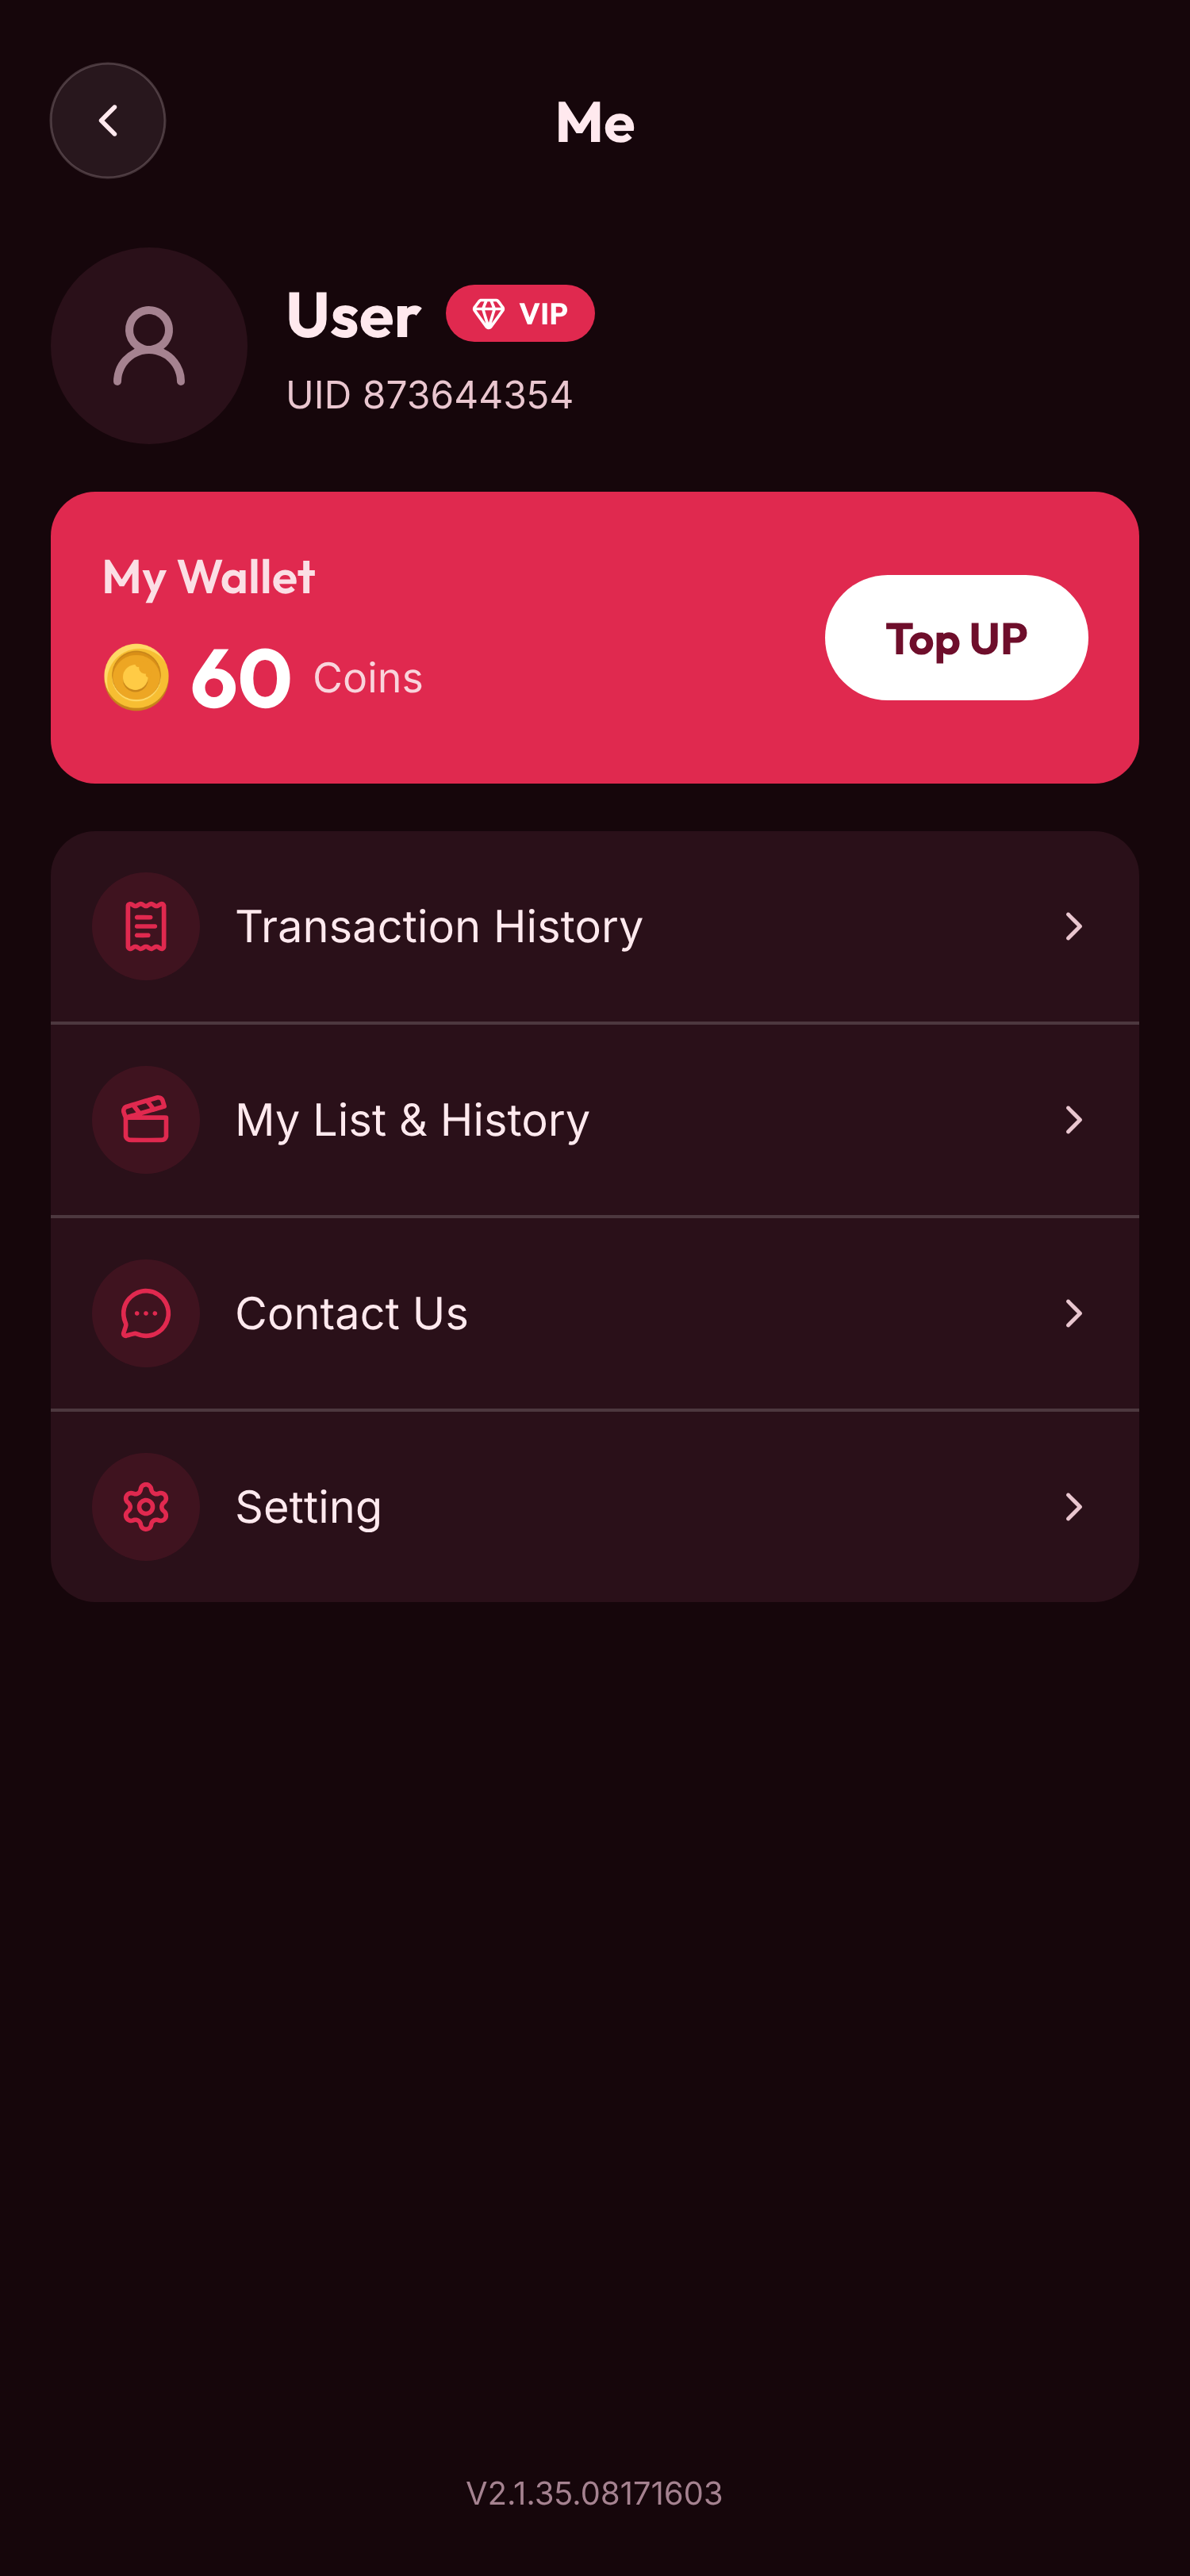 Me
User
VIP
UID 873644354
My Wallet
60 Coins
Top UP
Transaction History
My List & History
Contact Us
Setting
V2.1.35.08171603